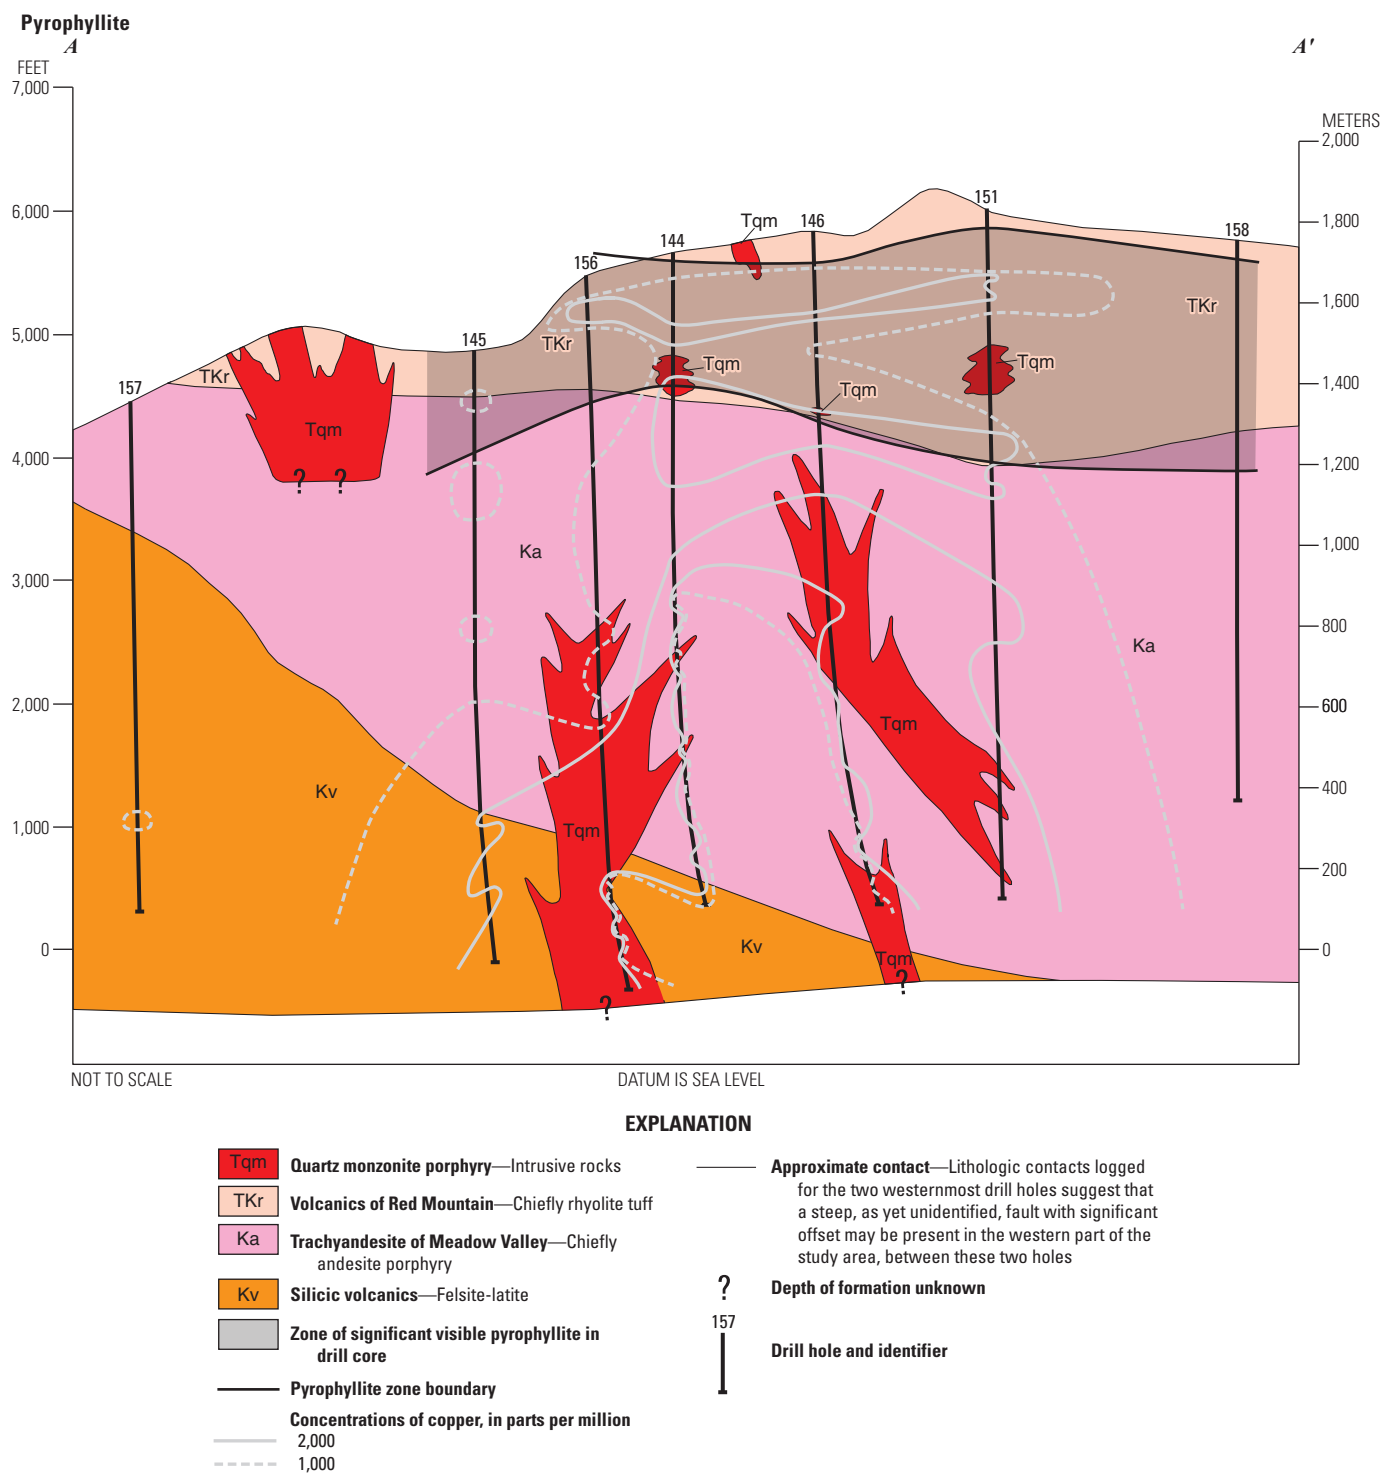 Pyrophyllite
A
A′
FEET
7,000
METERS
2,000
6,000
151
1,800
Tqm
146
158
144
156
TKr
1,600
5,000
145
TKr
Tqm
Tqm
TKr
157
Tqm
1,400
Tqm
4,000
? ?
1,200
Ka
1,000
3,000
800
Ka
2,000
600
Tqm
Kv
400
1,000
Tqm
200
Kv
Tqm
0
0
?
?
NOT TO SCALE
DATUM IS SEA LEVEL
EXPLANATION
Tqm Quartz monzonite porphyry—Intrusive rocks
TKr Volcanics of Red Mountain—Chiefly rhyolite tuff
Ka Trachyandesite of Meadow Valley—Chiefly
andesite porphyry
Kv Silicic volcanics—Felsite-latite
Zone of significant visible pyrophyllite in
drill core
Pyrophyllite zone boundary
Concentrations of copper, in parts per million
2,000
1,000
Approximate contact—Lithologic contacts logged
for the two westernmost drill holes suggest that
a steep, as yet unidentified, fault with significant
offset may be present in the western part of the
study area, between these two holes
? Depth of formation unknown
157
Drill hole and identifier